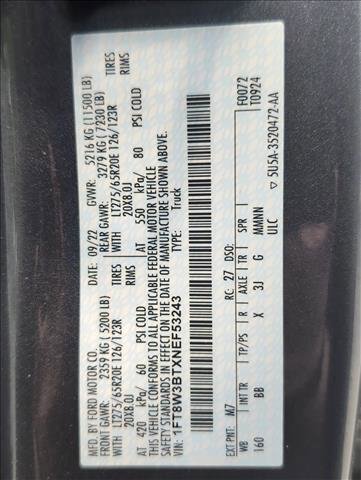 MFD. BY FORD MOTOR CO.
DATE: 09/22 GVWR: 5216 KG (11500 LB)
FRONT GAWR: 2359 KG (5200 LB) REAR GAWR: 3279 KG (7230 LB)
WITH LT275/65R20E 126/123R TIRES WITH LT275/65R20E 126/123R TIRES
20X8.0J RIMS 20X8.0J RIMS
AT 420 kPa/ 60 PSI COLD AT 550 kPa/ 80 PSI COLD
THIS VEHICLE CONFORMS TO ALL APPLICABLE FEDERAL MOTOR VEHICLE
SAFETY STANDARDS IN EFFECT ON THE DATE OF MANUFACTURE SHOWN ABOVE.
VIN: 1FT8W3BTXNEF53243
TYPE: Truck
F0072
T0924
EXT PNT: M7 RC: 27 DSO:
WB INT TR TP/PS R AXLE TR SPR
160 BB X 3J G MMNNN
ULC
5U5A-3520472-AA